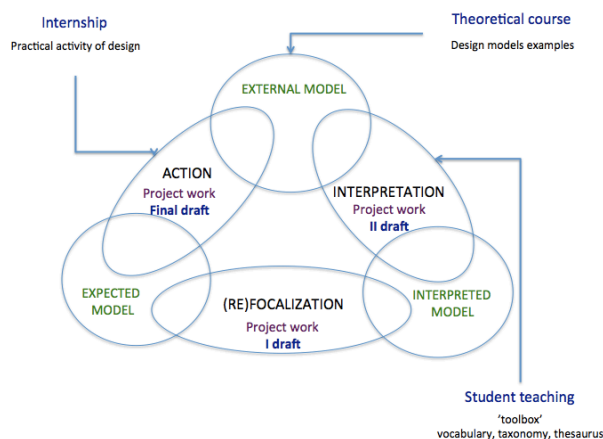 Internship
Practical activity of design
Theoretical course
Design models examples
EXTERNAL MODEL
ACTION
Project work
Final draft
INTERPRETATION
Project work
II draft
EXPECTED
MODEL
(RE)FOCALIZATION
Project work
I draft
INTERPRETED
MODEL
Student teaching
'toolbox'
vocabulary, taxonomy, thesaurus